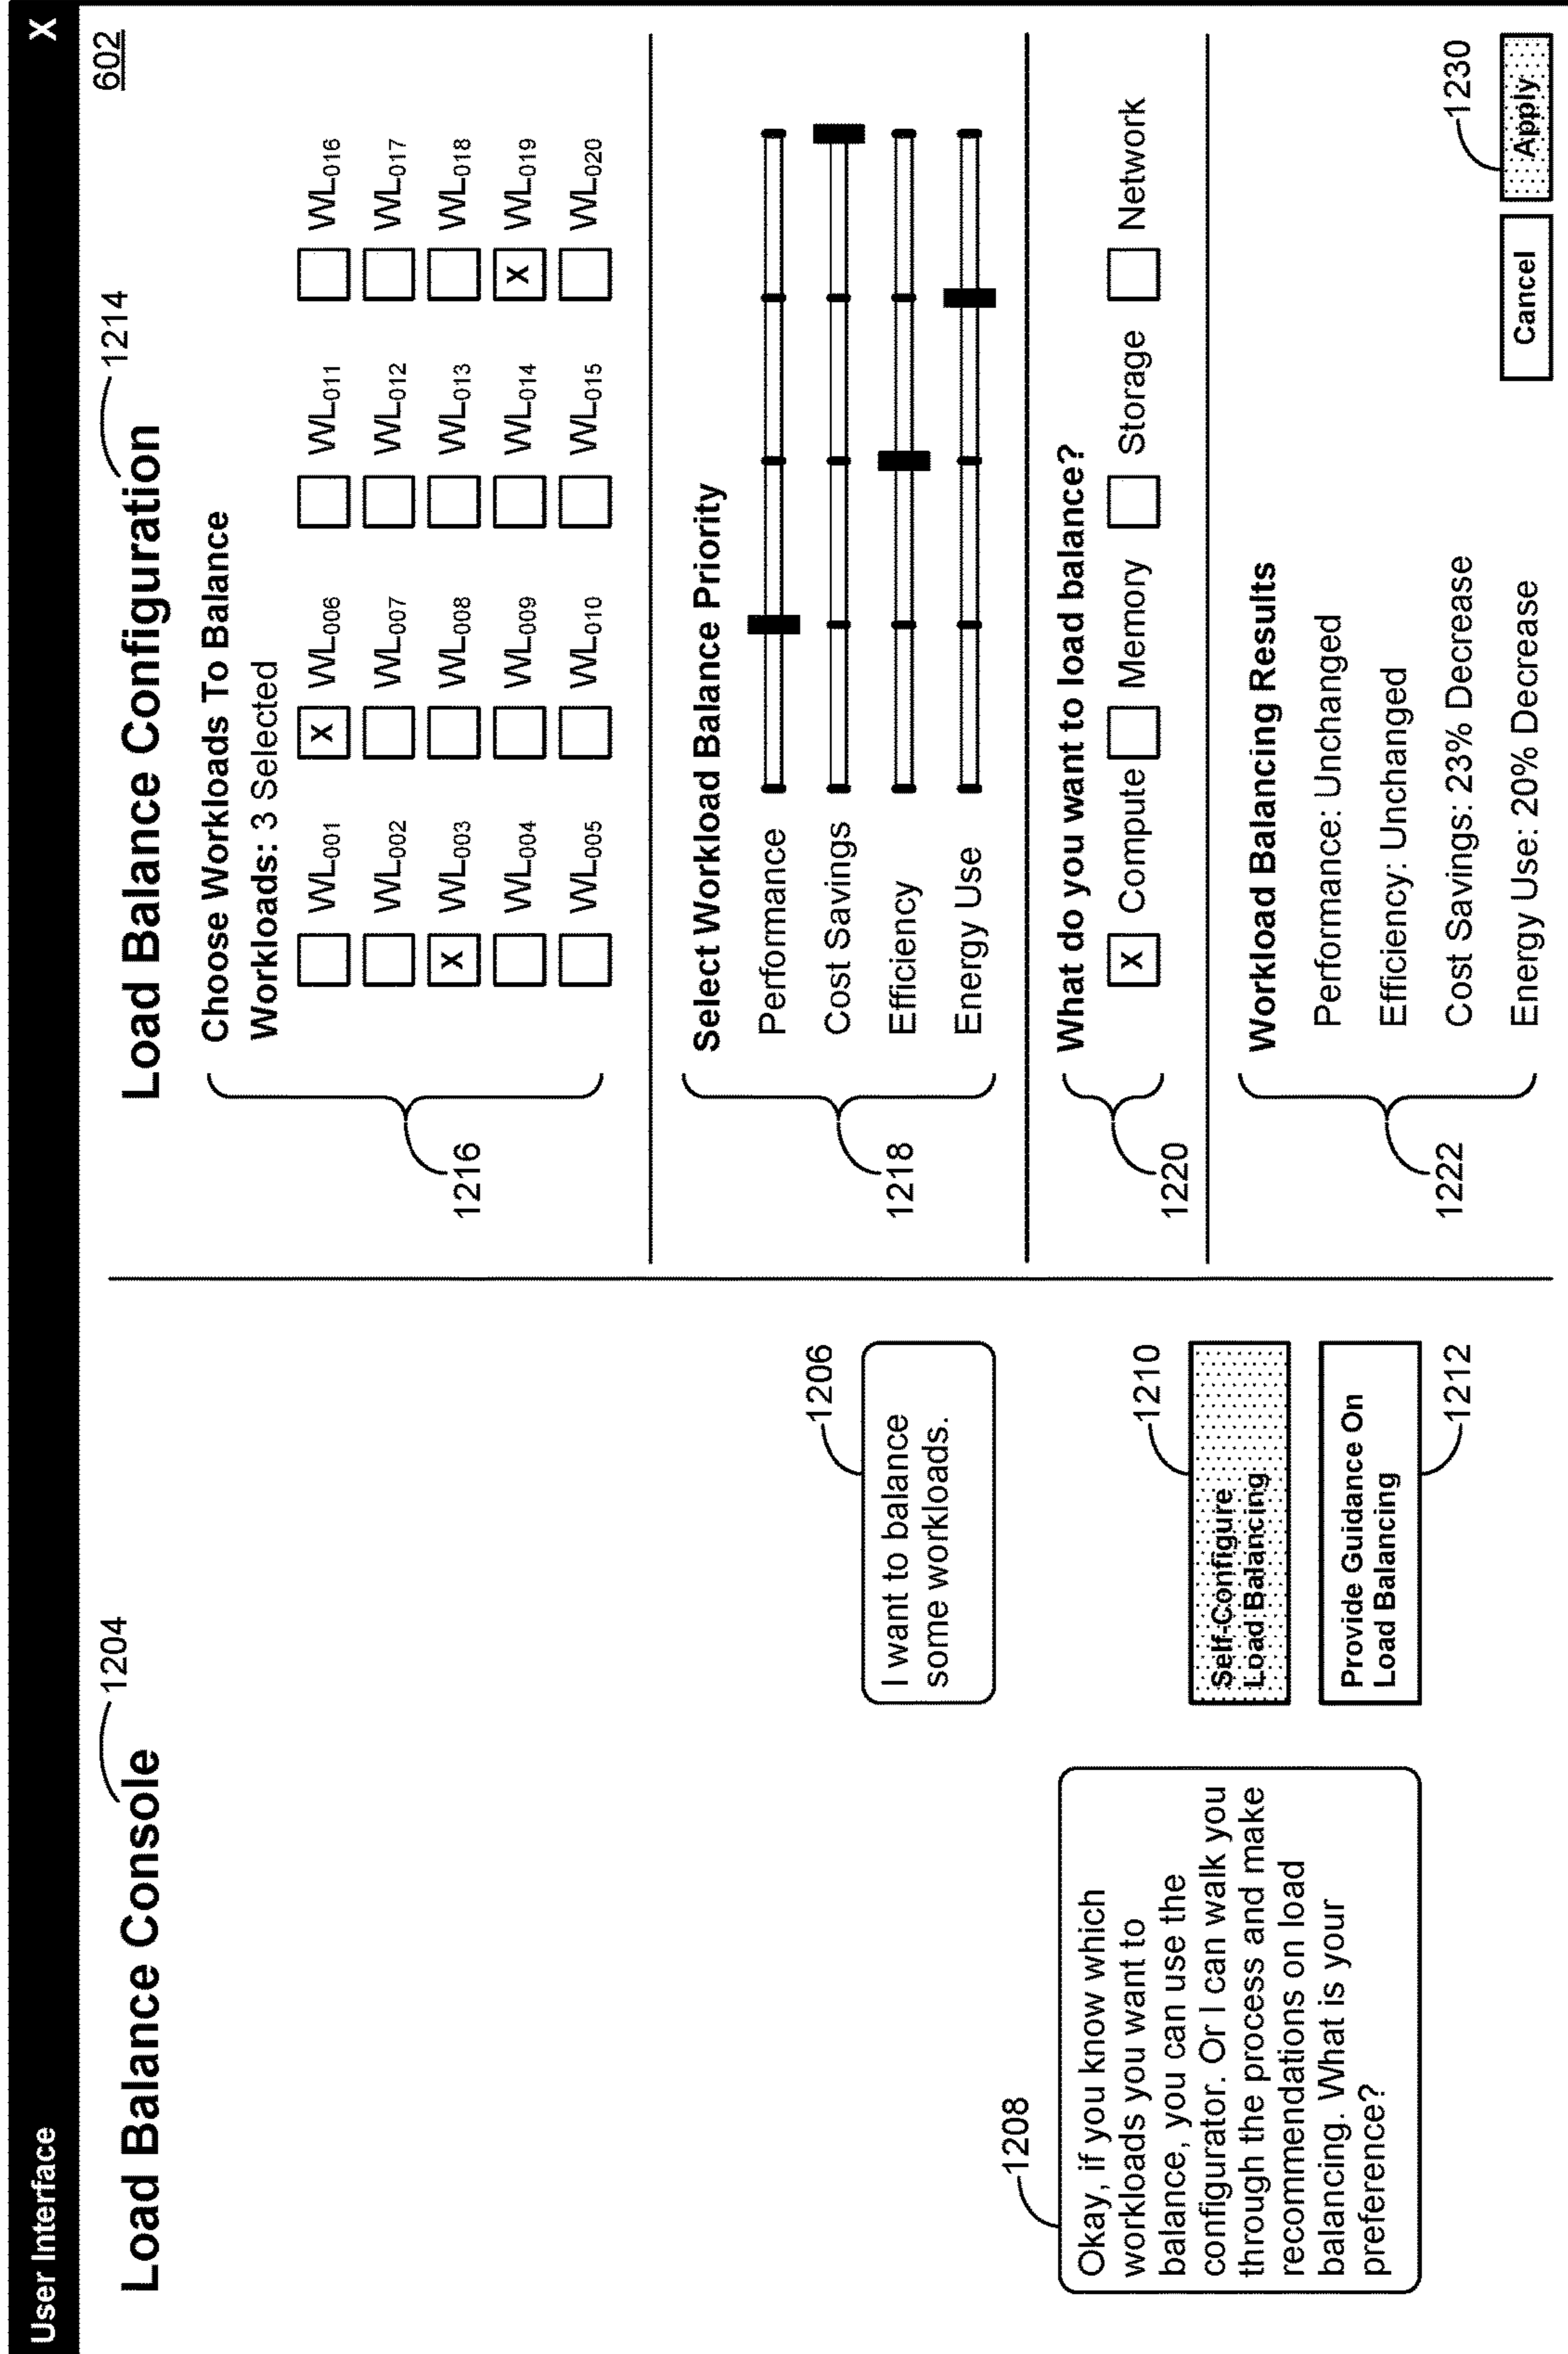 User Interface X
602
Load Balance Console 1204
1206
I want to balance
some workloads.
1208
Okay, if you know which
workloads you want to
balance, you can use the
configurator. Or I can walk you
through the process and make
recommendations on load
balancing. What is your
preference?
1210
Self-Configure
Load Balancing
Provide Guidance On
Load Balancing
1212
Load Balance Configuration 1214
1216
Choose Workloads To Balance
Workloads: 3 Selected
WL001 X WL006 WL011 WL016
WL002 WL007 WL012 WL017
X WL003 WL008 WL013 WL018
WL004 WL009 WL014 X WL019
WL005 WL010 WL015 WL020
1218
Select Workload Balance Priority
Performance
Cost Savings
Efficiency
Energy Use
1220
What do you want to load balance?
X Compute Memory Storage Network
1222
Workload Balancing Results
Performance: Unchanged
Efficiency: Unchanged
Cost Savings: 23% Decrease
Energy Use: 20% Decrease
1230
Cancel Apply